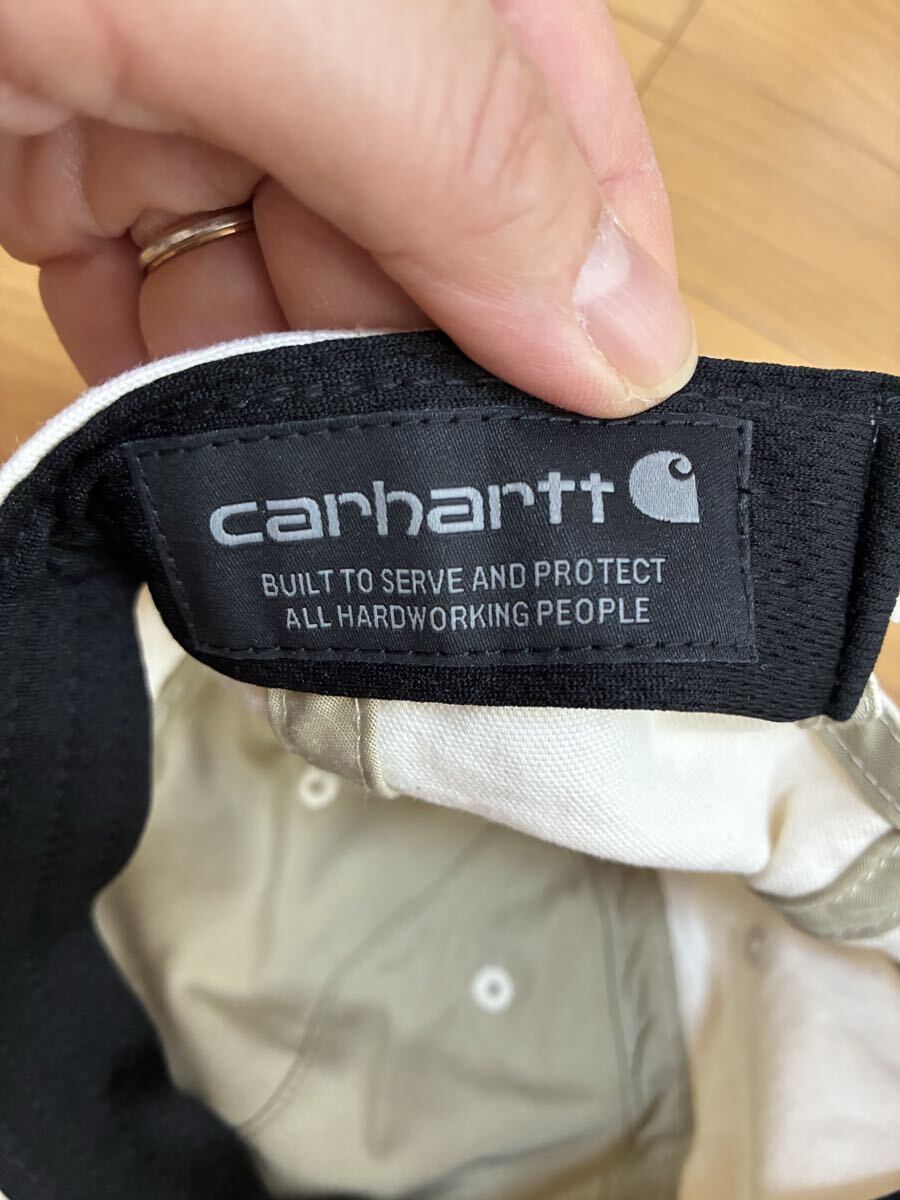 carhartt
BUILT TO SERVE AND PROTECT
ALL HARDWORKING PEOPLE